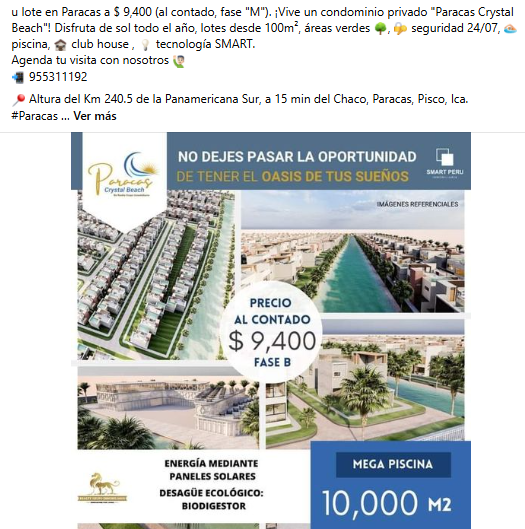 u lote en Paracas a $ 9,400 (al contado, fase "M"). ¡Vive un condominio privado "Paracas Crystal
Beach"! Disfruta de sol todo el año, lotes desde 100m², áreas verdes 🌳, 🔐 seguridad 24/07, 🏊
piscina, 🏠 club house , 💡 tecnología SMART.
Agenda tu visita con nosotros 🙋
📲 955311192
📍 Altura del Km 240.5 de la Panamericana Sur, a 15 min del Chaco, Paracas, Pisco, Ica.
#Paracas ... Ver más
Paracas
Crystal Beach
NO DEJES PASAR LA OPORTUNIDAD
DE TENER EL OASIS DE TUS SUEÑOS
SMART PERU
IMÁGENES REFERENCIALES
PRECIO
AL CONTADO
$ 9,400
FASE B
ENERGÍA MEDIANTE
PANELES SOLARES
DESAGÜE ECOLÓGICO:
BIODIGESTOR
MEGA PISCINA
10,000 M2